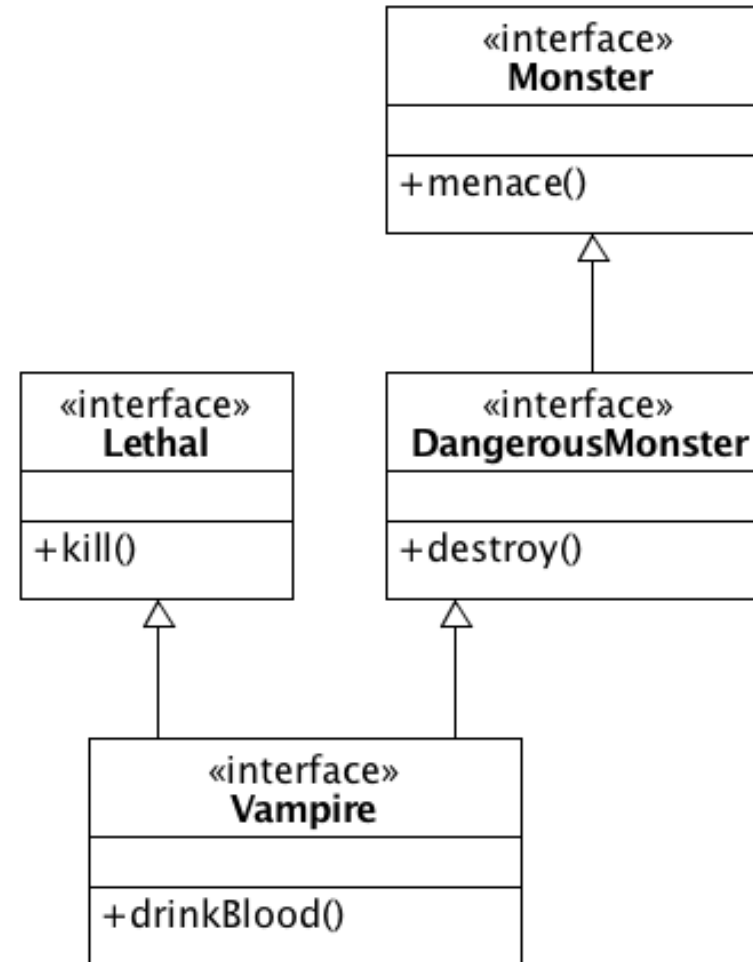 «interface»
Monster
+menace()
«interface»
Lethal
+kill()
«interface»
DangerousMonster
+destroy()
«interface»
Vampire
+drinkBlood()